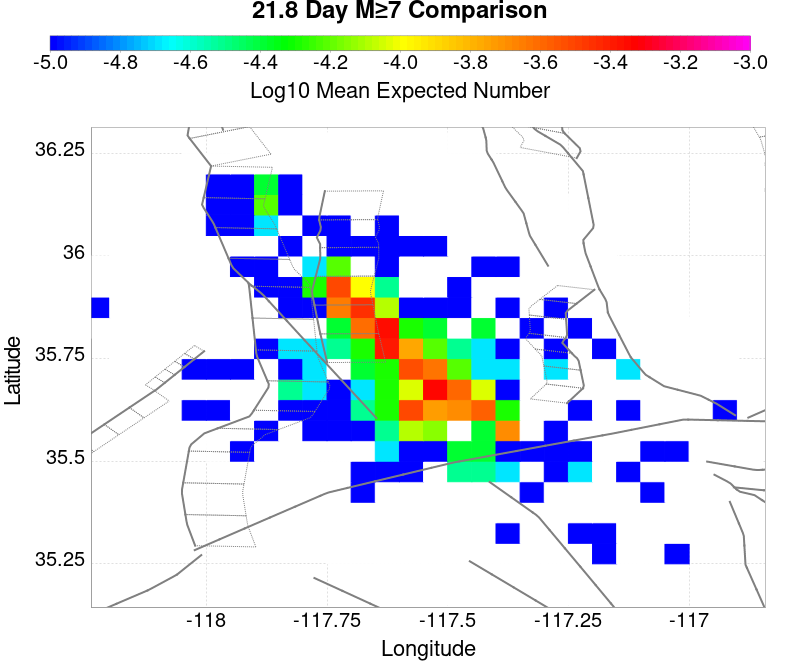 21.8 Day M≥7 Comparison
-5.0 -4.8 -4.6 -4.4 -4.2 -4.0 -3.8 -3.6 -3.4 -3.2 -3.0
Log10 Mean Expected Number
36.25
36
35.75
35.5
35.25
Latitude
-118 -117.75 -117.5 -117.25 -117
Longitude